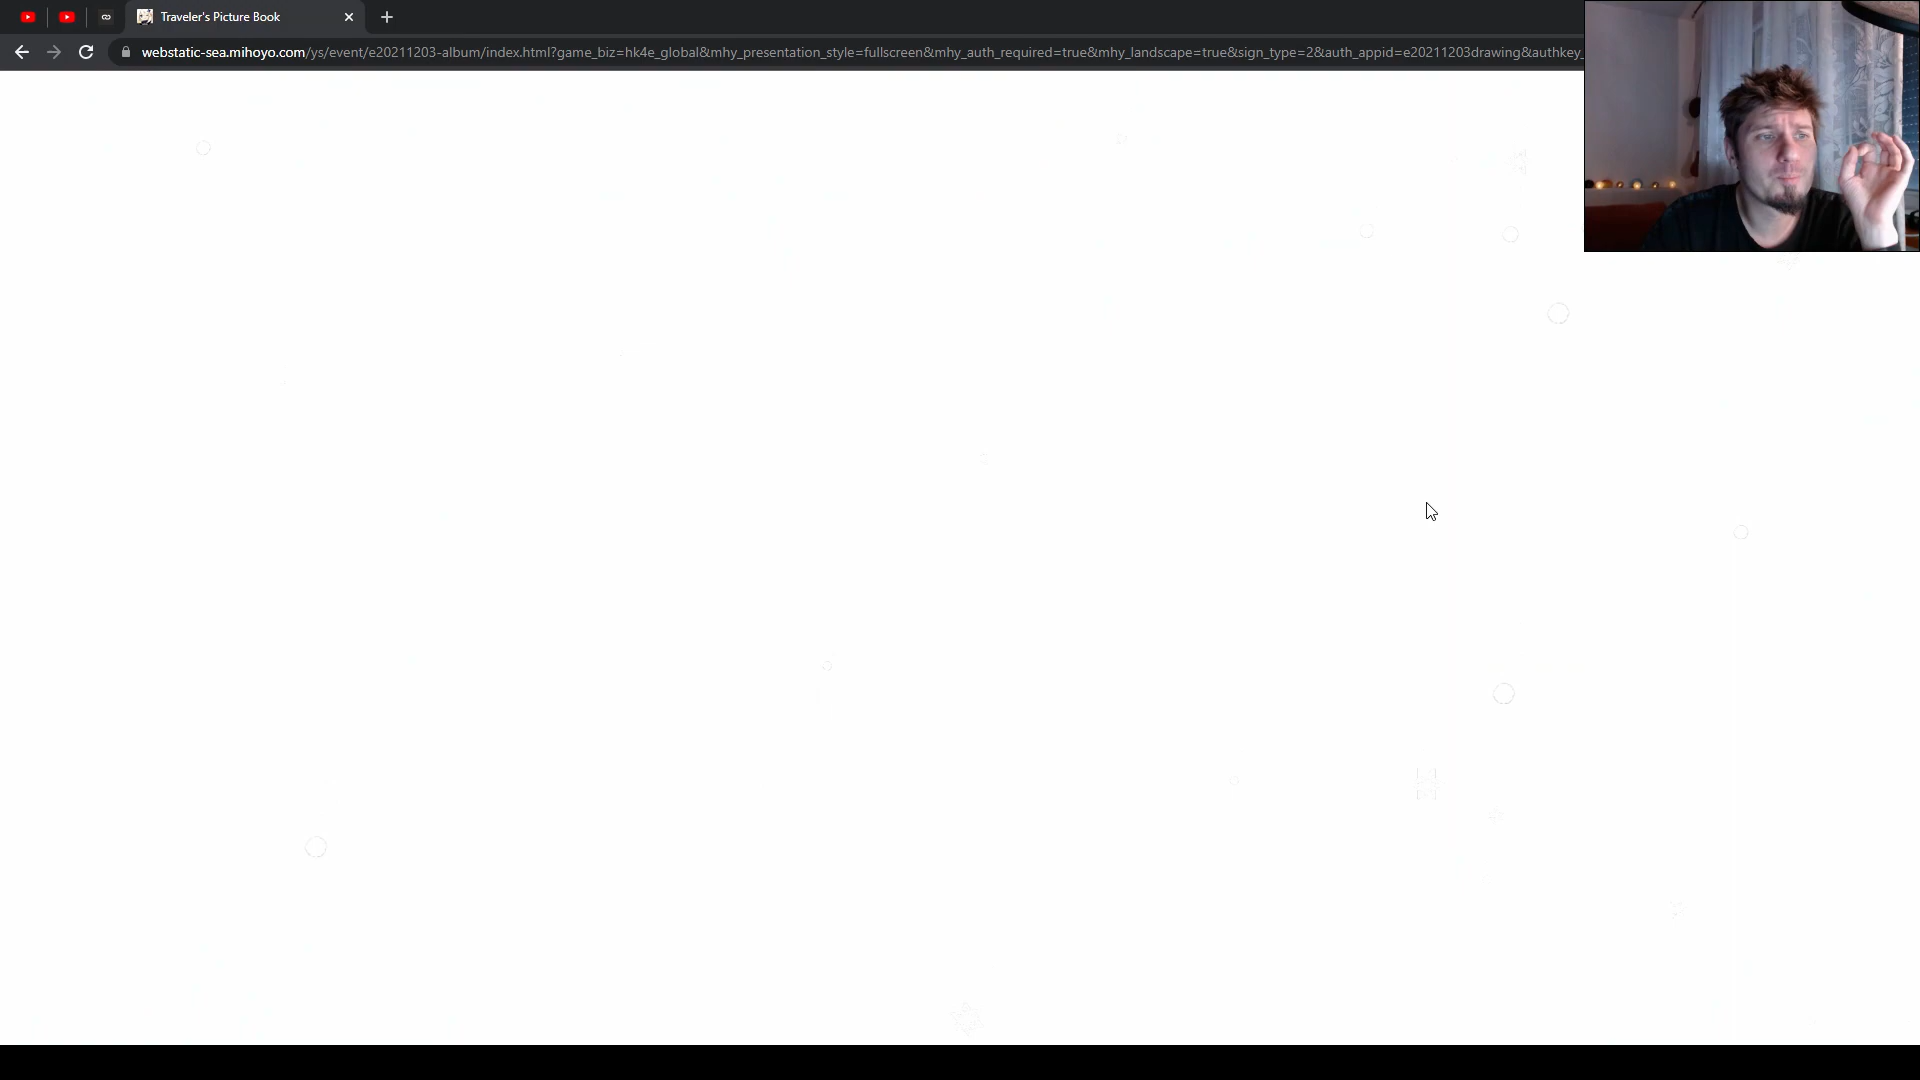 Traveler's Picture Book
webstatic-sea.mihoyo.com/ys/event/e20211203-album/index.html?game_biz=hk4e_global&mhy_presentation_style=fullscreen&mhy_auth_required=true&mhy_landscape=true&sign_type=2&auth_appid=e20211203drawing&authkey_